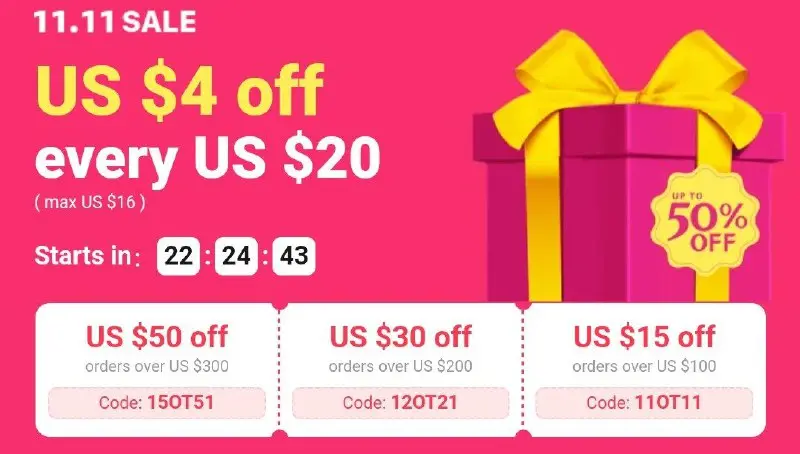 11.11 SALE
US $4 off
every US $20
( max US $16 )
Starts in: 22 : 24 : 43
UP TO
50%
OFF
US $50 off
orders over US $300
Code: 15OT51
US $30 off
orders over US $200
Code: 12OT21
US $15 off
orders over US $100
Code: 11OT11